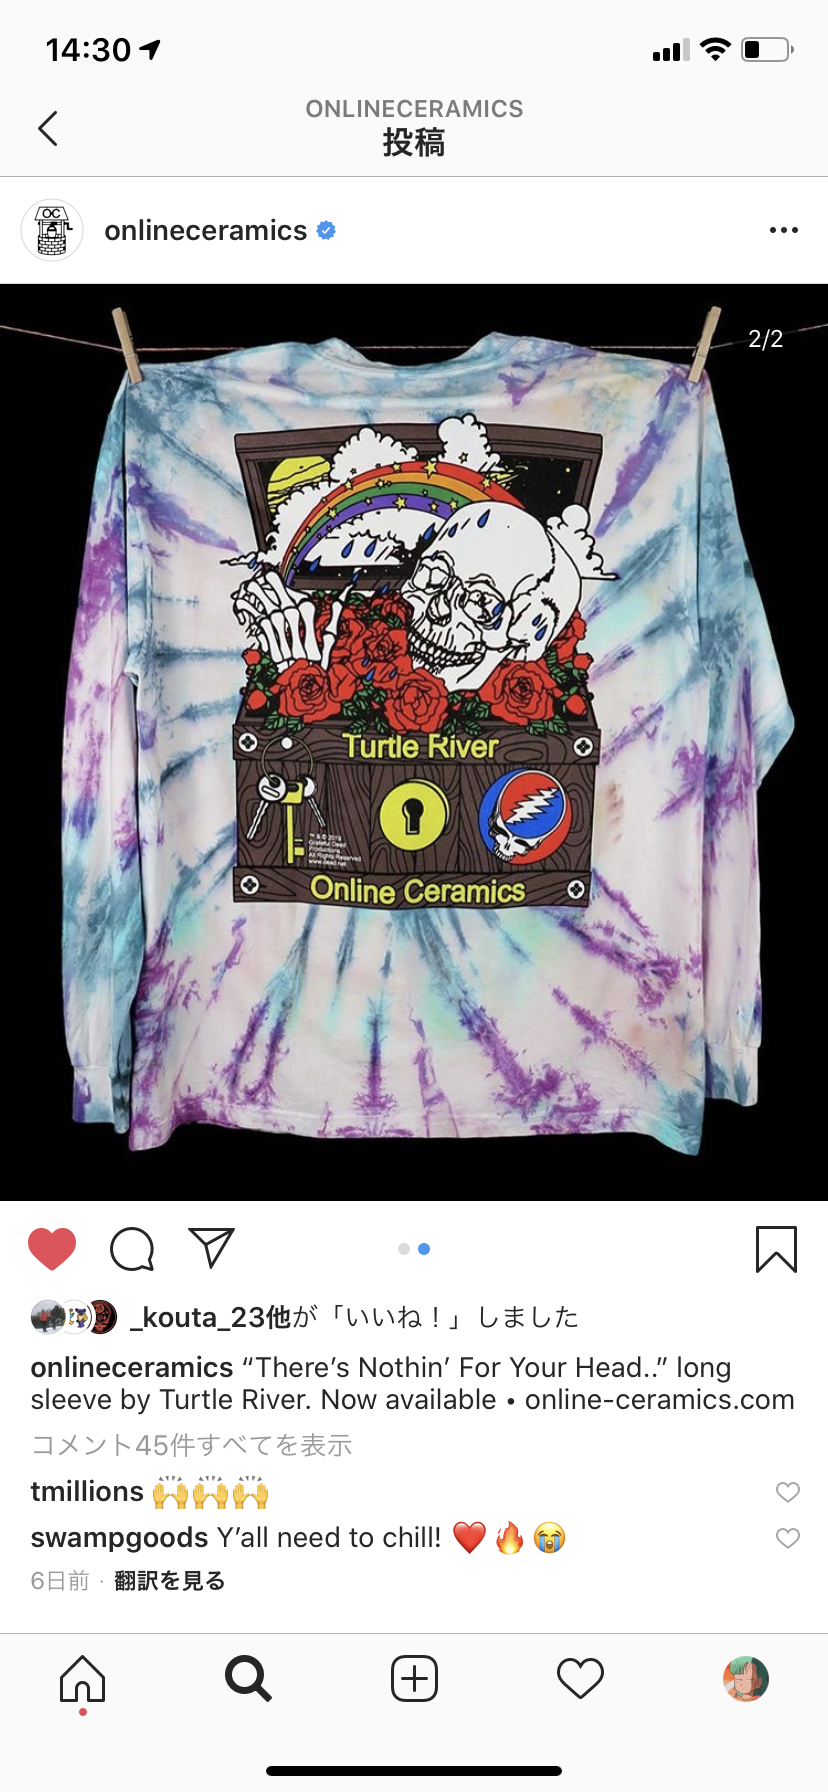 14:30
ONLINECERAMICS
投稿
OC
onlineceramics
2/2
Turtle River
™ & © 2019
Grateful Dead
Productions
All Rights Reserved
www.dead.net
Online Ceramics
_kouta_23他が「いいね！」しました
onlineceramics “There’s Nothin’ For Your Head..” long
sleeve by Turtle River. Now available • online-ceramics.com
コメント45件すべてを表示
tmillions 🙌🙌🙌
swampgoods Y’all need to chill! ❤️🔥😭
6日前 · 翻訳を見る